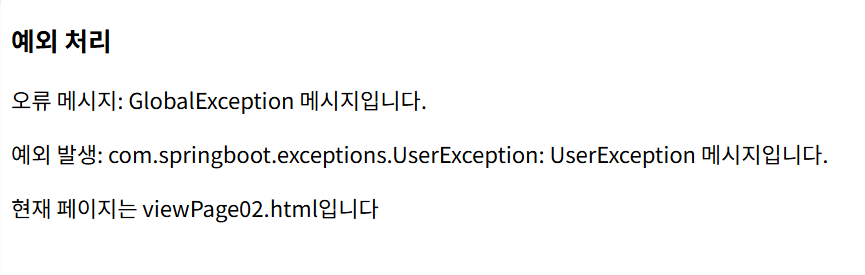 예외 처리
오류 메시지: GlobalException 메시지입니다.
예외 발생: com.springboot.exceptions.UserException: UserException 메시지입니다.
현재 페이지는 viewPage02.html입니다